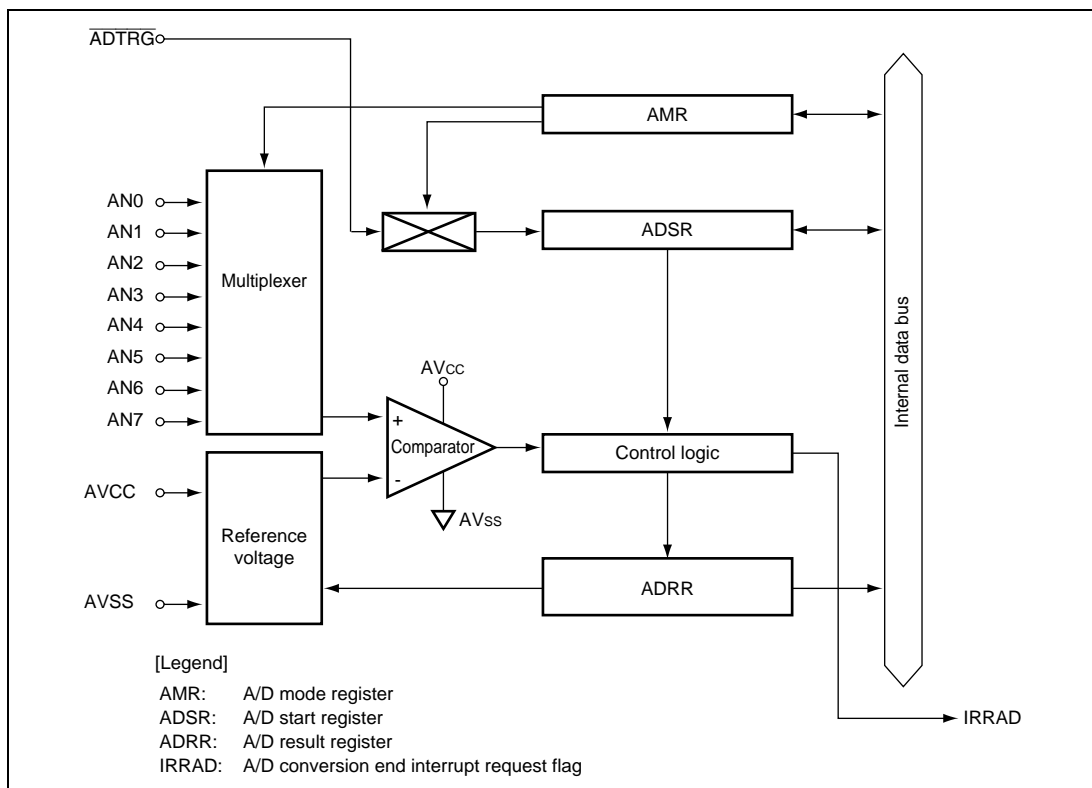 ADTRG
AMR
AN0
AN1
AN2
AN3
AN4
AN5
AN6
AN7
Multiplexer
ADSR
Internal data bus
AVCC
+
Comparator
-
AVSS
Control logic
AVCC
AVSS
Reference
voltage
ADRR
IRRAD
[Legend]
AMR: A/D mode register
ADSR: A/D start register
ADRR: A/D result register
IRRAD: A/D conversion end interrupt request flag